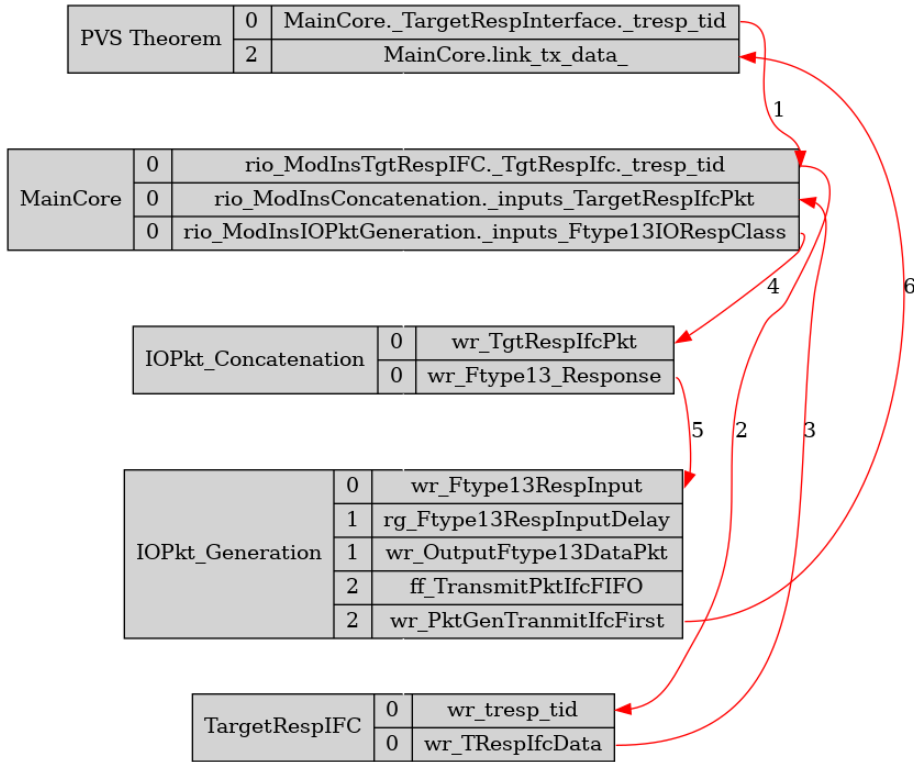 PVS Theorem
0 MainCore._TargetRespInterface._tresp_tid
2 MainCore.link_tx_data_
1
MainCore
0 rio_ModInsTgtRespIFC._TgtRespIfc._tresp_tid
0 rio_ModInsConcatenation._inputs_TargetRespIfcPkt
0 rio_ModInsIOPktGeneration._inputs_Ftype13IORespClass
4
6
IOPkt_Concatenation
0 wr_TgtRespIfcPkt
0 wr_Ftype13_Response
5
2
3
IOPkt_Generation
0 wr_Ftype13RespInput
1 rg_Ftype13RespInputDelay
1 wr_OutputFtype13DataPkt
2 ff_TransmitPktIfcFIFO
2 wr_PktGenTranmitIfcFirst
TargetRespIFC
0 wr_tresp_tid
0 wr_TRespIfcData